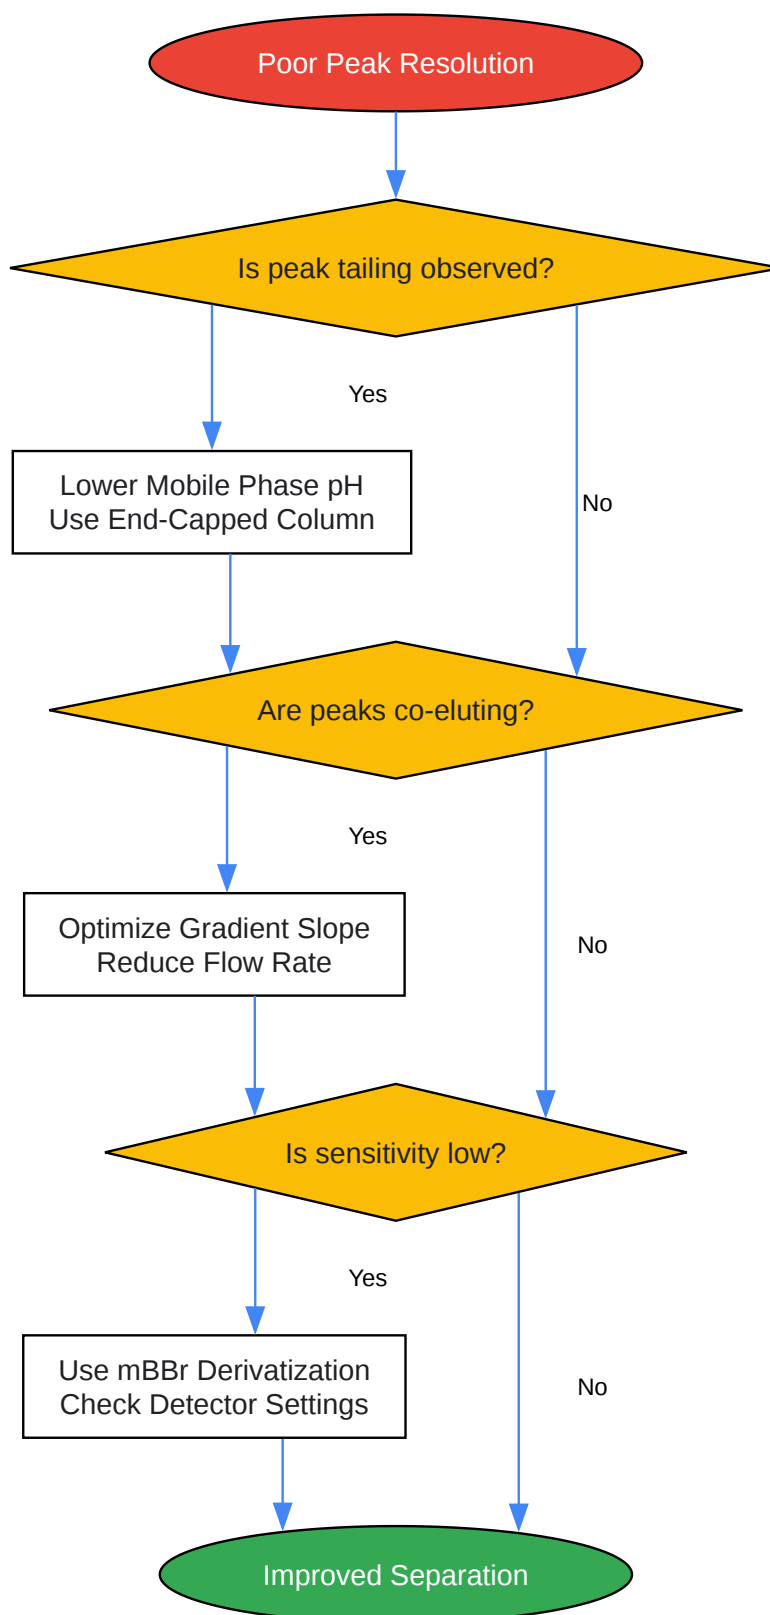 Poor Peak Resolution
Is peak tailing observed?
Yes
Lower Mobile Phase pH
Use End-Capped Column
No
Are peaks co-eluting?
Yes
Optimize Gradient Slope
Reduce Flow Rate
No
Is sensitivity low?
Yes
Use mBBr Derivatization
Check Detector Settings
No
Improved Separation